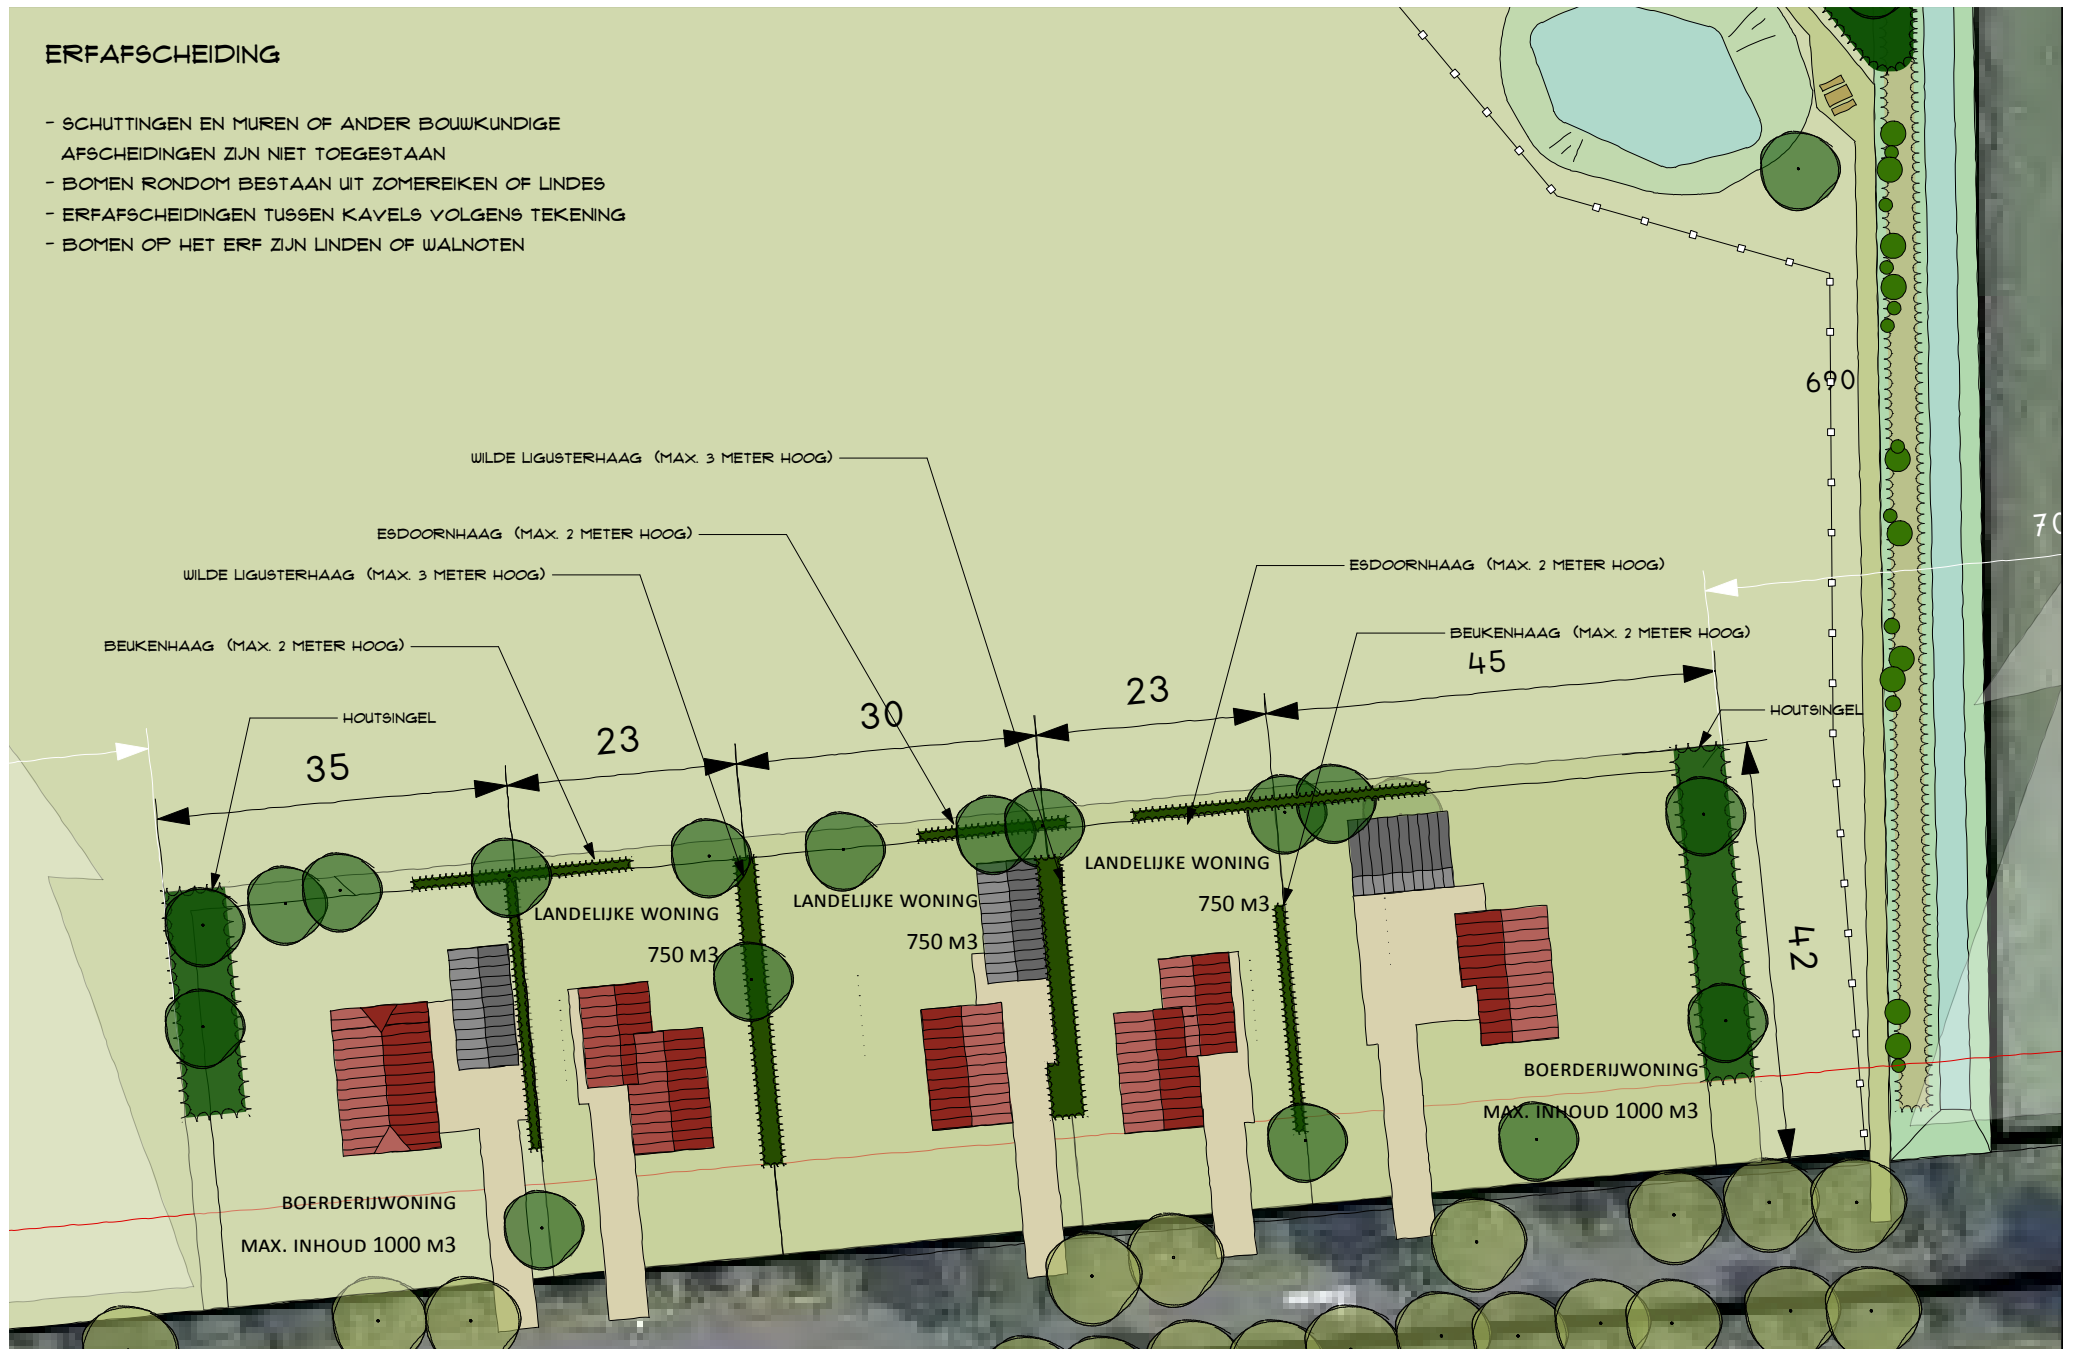 ERFAFSCHEIDING
- SCHUTTINGEN EN MUREN OF ANDER BOUWKUNDIGE
AFSCHEIDINGEN ZIJN NIET TOEGESTAAN
- BOMEN RONDOM BESTAAN UIT ZOMEREIKEN OF LINDES
- ERFAFSCHEIDINGEN TUSSEN KAVELS VOLGENS TEKENING
- BOMEN OP HET ERF ZIJN LINDEN OF WALNOTEN
690
WILDE LIGUSTERHAAG (MAX. 3 METER HOOG)
70
ESDOORNHAAG (MAX. 2 METER HOOG)
ESDOORNHAAG (MAX. 2 METER HOOG)
WILDE LIGUSTERHAAG (MAX. 3 METER HOOG)
BEUKENHAAG (MAX. 2 METER HOOG)
BEUKENHAAG (MAX. 2 METER HOOG)
45
23
HOUTSINGEL
30
HOUTSINGEL
23
35
LANDELIJKE WONING
750 M3
LANDELIJKE WONING
750 M3
LANDELIJKE WONING
750 M3
42
BOERDERIJWONING
MAX. INHOUD 1000 M3
BOERDERIJWONING
MAX. INHOUD 1000 M3